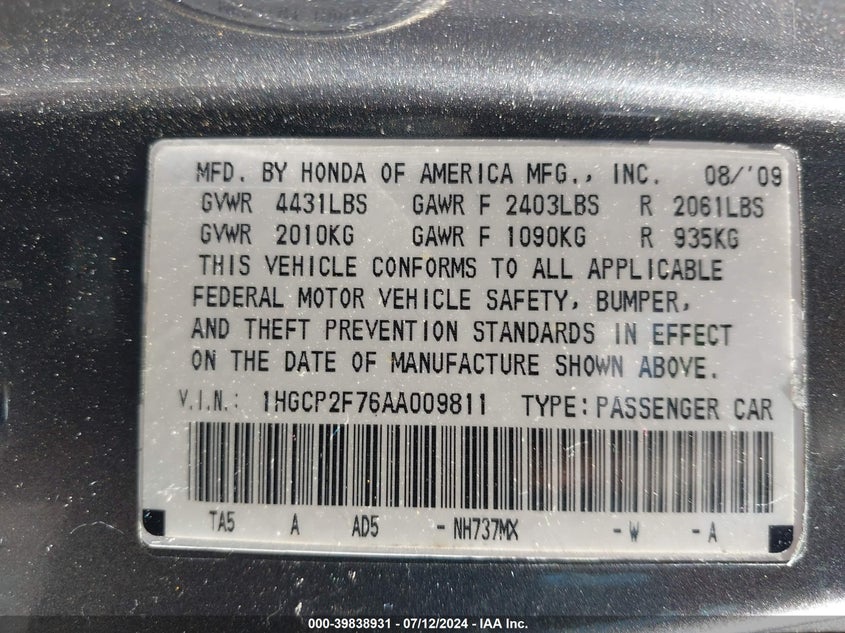 MFD. BY HONDA OF AMERICA MFG., INC. 08/'09
GVWR 4431LBS GAWR F 2403LBS R 2061LBS
GVWR 2010KG GAWR F 1090KG R 935KG
THIS VEHICLE CONFORMS TO ALL APPLICABLE
FEDERAL MOTOR VEHICLE SAFETY, BUMPER,
AND THEFT PREVENTION STANDARDS IN EFFECT
ON THE DATE OF MANUFACTURE SHOWN ABOVE.
V.I.N.: 1HGCP2F76AA009811 TYPE:PASSENGER CAR
TA5 A AD5 -NH737MX -W -A
000-39838931 - 07/12/2024 - IAA Inc.